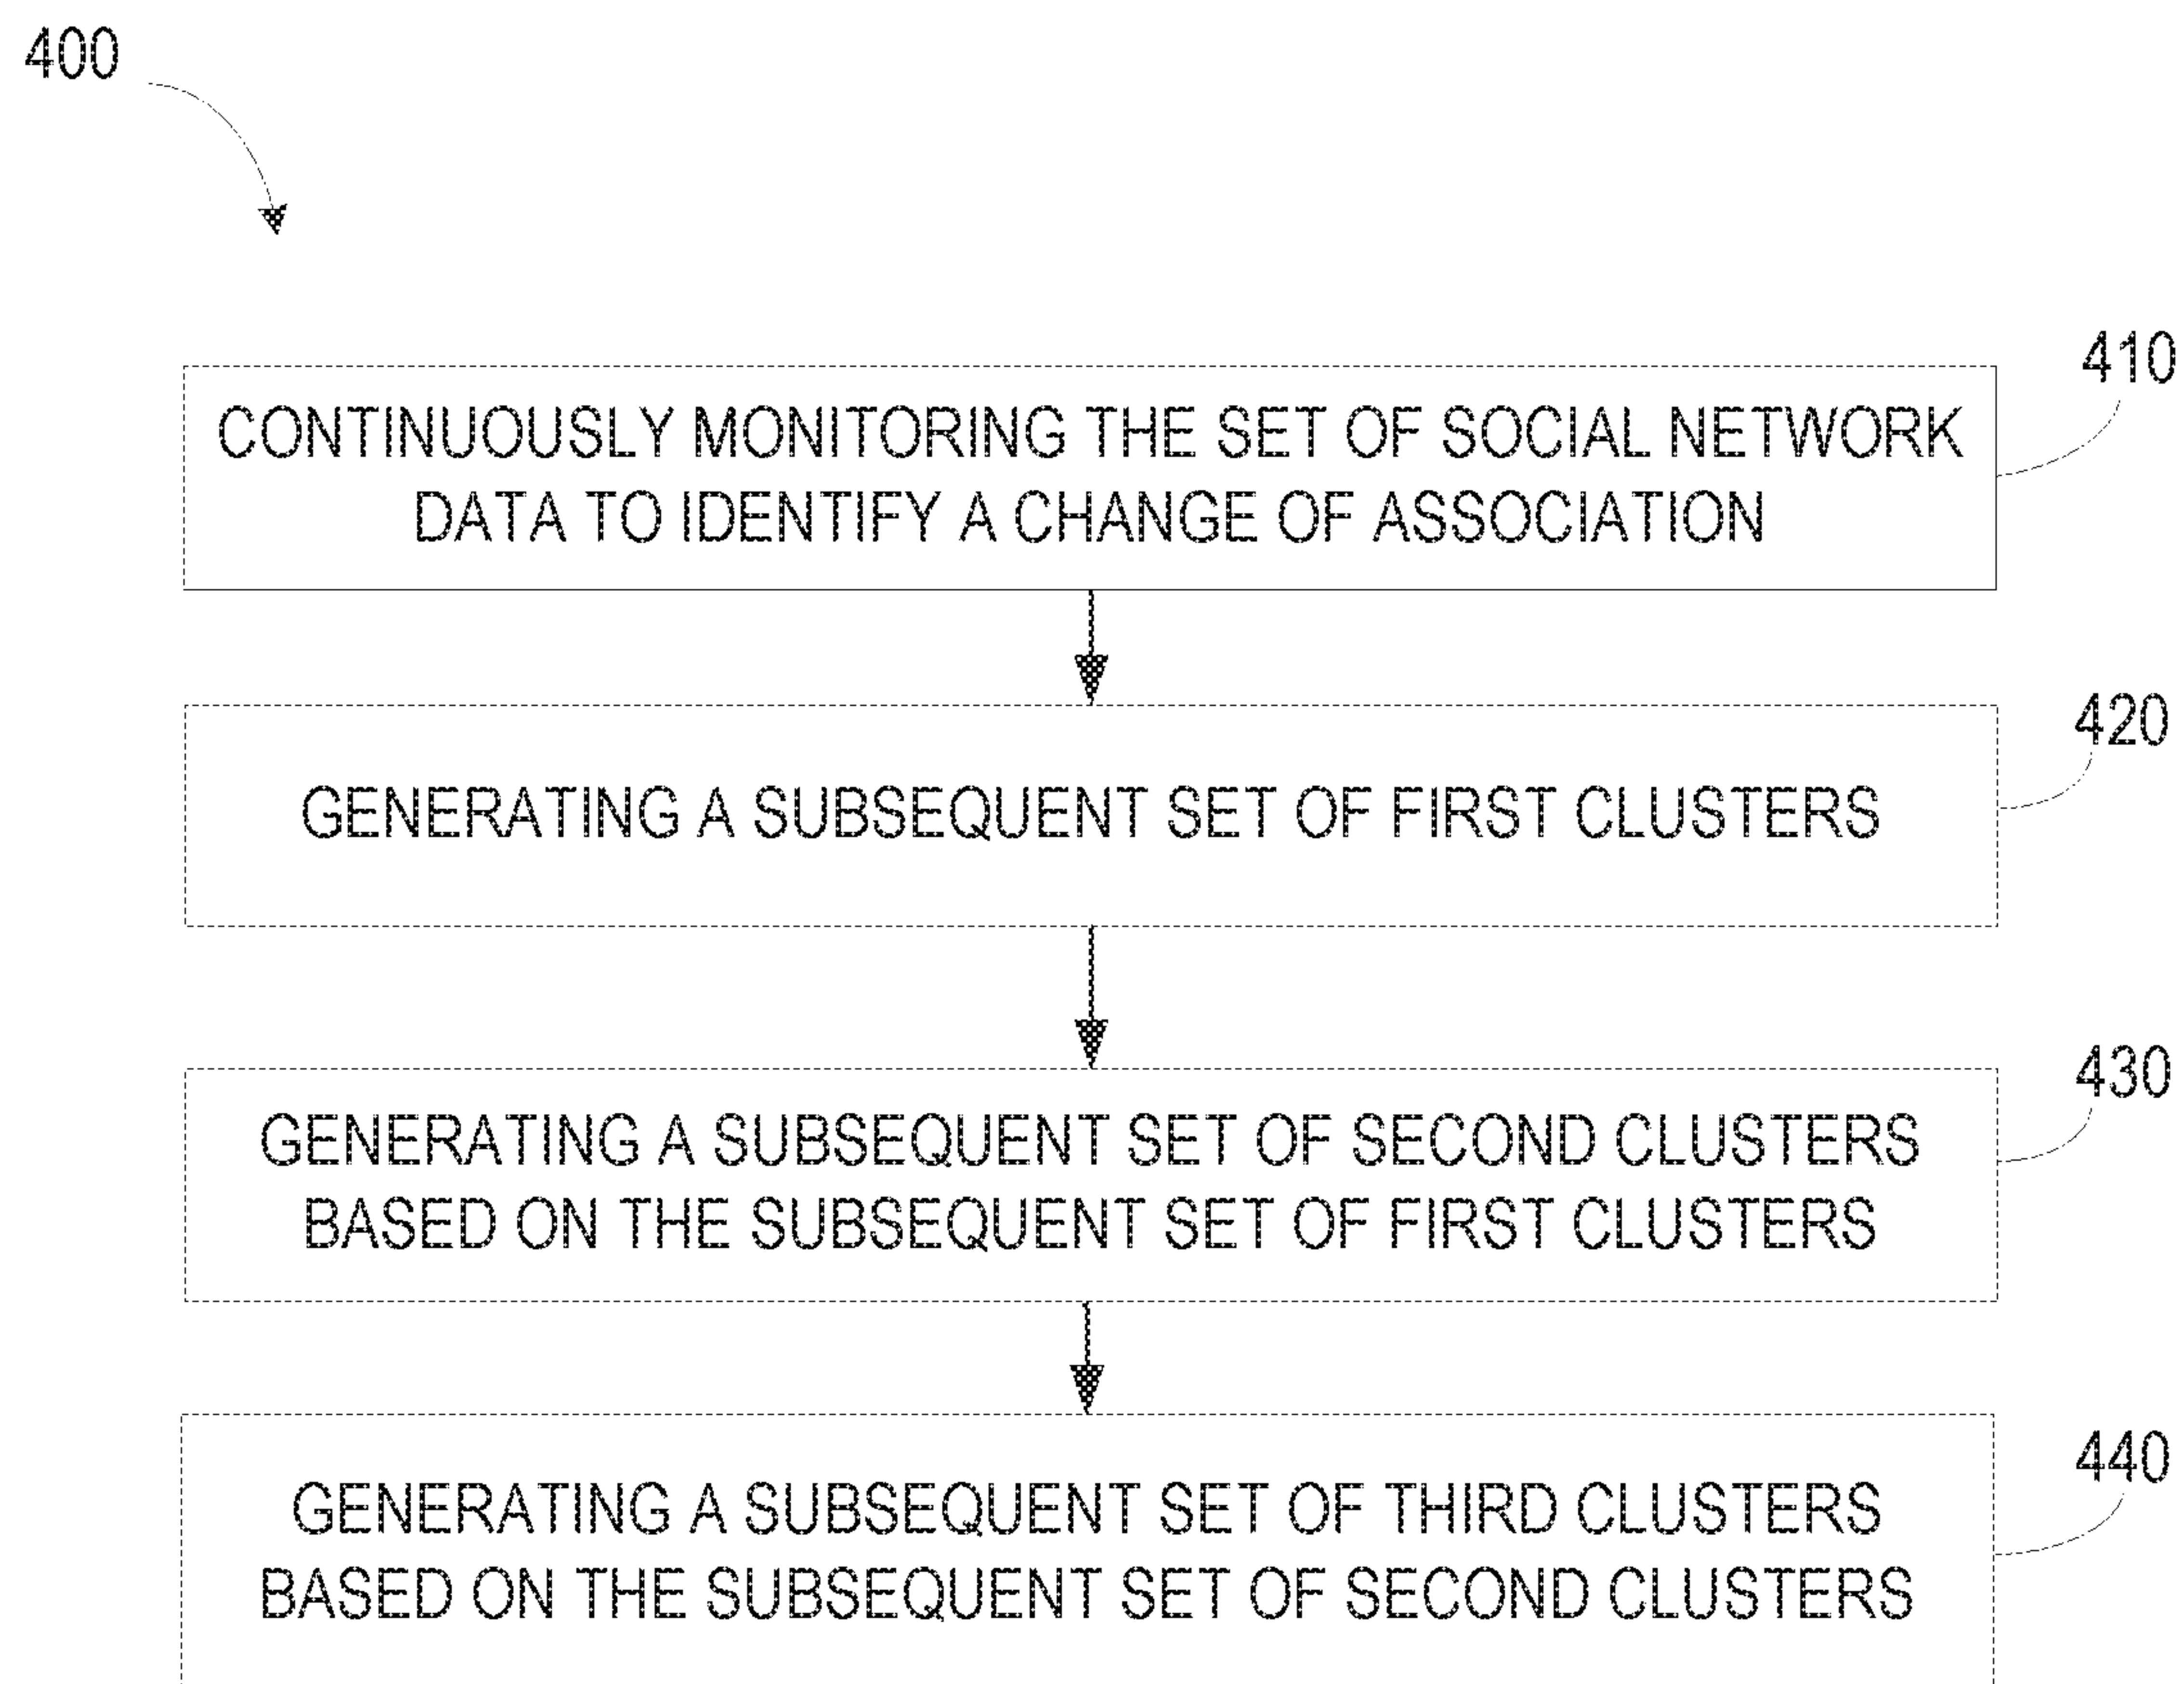 400
410
CONTINUOUSLY MONITORING THE SET OF SOCIAL NETWORK
DATA TO IDENTIFY A CHANGE OF ASSOCIATION
420
GENERATING A SUBSEQUENT SET OF FIRST CLUSTERS
430
GENERATING A SUBSEQUENT SET OF SECOND CLUSTERS
BASED ON THE SUBSEQUENT SET OF FIRST CLUSTERS
440
GENERATING A SUBSEQUENT SET OF THIRD CLUSTERS
BASED ON THE SUBSEQUENT SET OF SECOND CLUSTERS